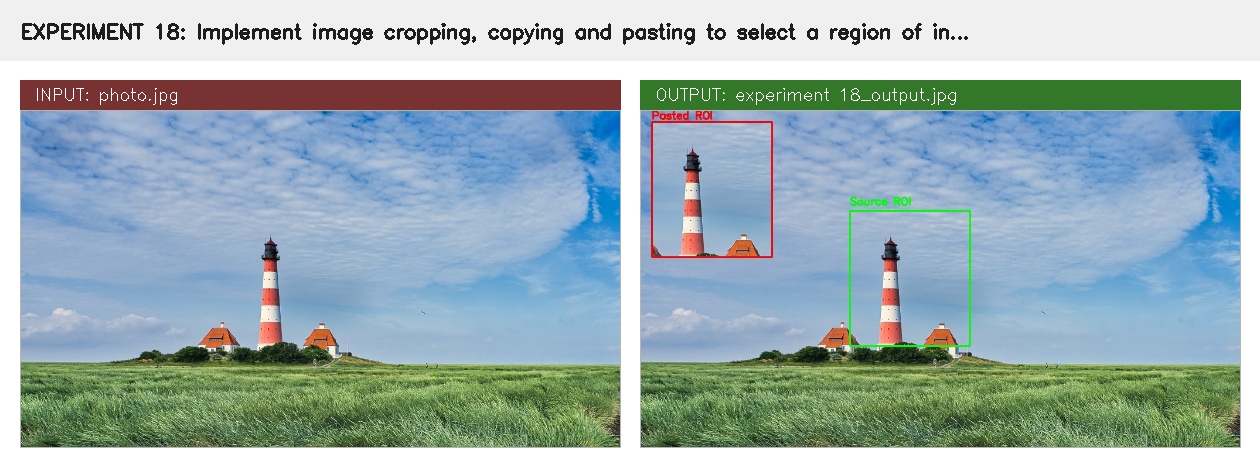 EXPERIMENT 18: Implement image cropping, copying and pasting to select a region of in...
INPUT: photo.jpg
OUTPUT: experiment 18_output.jpg
Pasted ROI
Source ROI